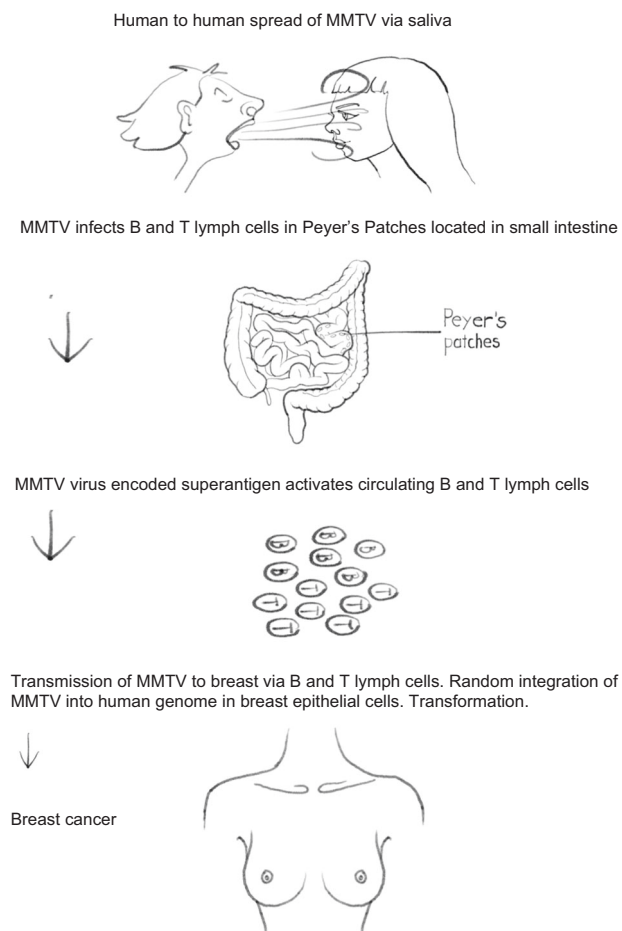 Human to human spread of MMTV via saliva
MMTV infects B and T lymph cells in Peyer's Patches located in small intestine
Peyer's
patches
MMTV virus encoded superantigen activates circulating B and T lymph cells
B
B
B
B
B
B
T
T
T
T
T
T
T
Transmission of MMTV to breast via B and T lymph cells. Random integration of
MMTV into human genome in breast epithelial cells. Transformation.
Breast cancer